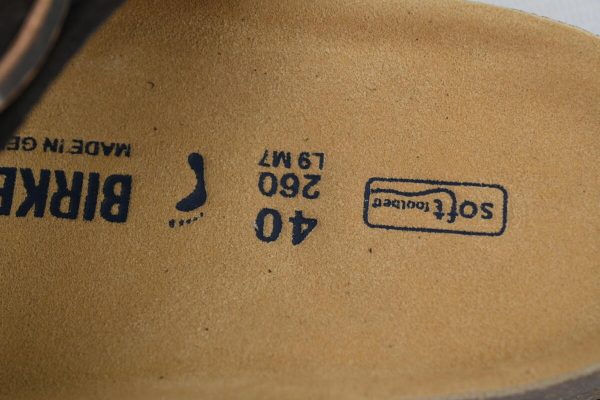 soft
footbed
40
260
L9 M7
BIRKE
MADE IN GE